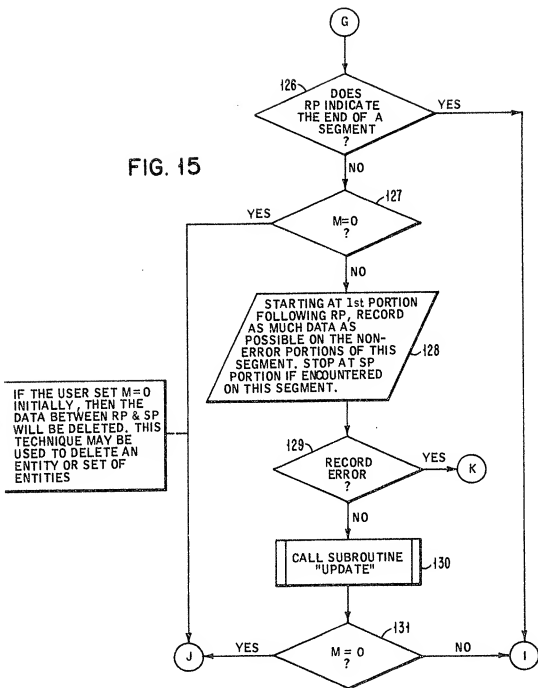 G
126
DOES
RP INDICATE
THE END OF A
SEGMENT
?
YES
NO
FIG. 15
127
YES
M=0
?
NO
STARTING AT 1st PORTION
FOLLOWING RP, RECORD
AS MUCH DATA AS
POSSIBLE ON THE NON-
ERROR PORTIONS OF THIS
SEGMENT. STOP AT SP
PORTION IF ENCOUNTERED
ON THIS SEGMENT.
128
IF THE USER SET M=0
INITIALLY, THEN THE
DATA BETWEEN RP & SP
WILL BE DELETED. THIS
TECHNIQUE MAY BE
USED TO DELETE AN
ENTITY OR SET OF
ENTITIES
129
RECORD
ERROR
?
YES
K
NO
CALL SUBROUTINE
"UPDATE"
130
131
J
YES
M=0
?
NO
I